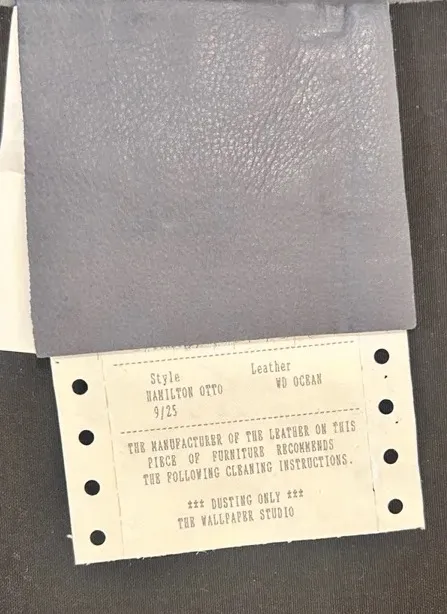 Style Leather
HAMILTON OTTO WD OCEAN
9/25
THE MANUFACTURER OF THE LEATHER ON THIS
PIECE OF FURNITURE RECOMMENDS
THE FOLLOWING CLEANING INSTRUCTIONS.
*** DUSTING ONLY ***
THE WALLPAPER STUDIO